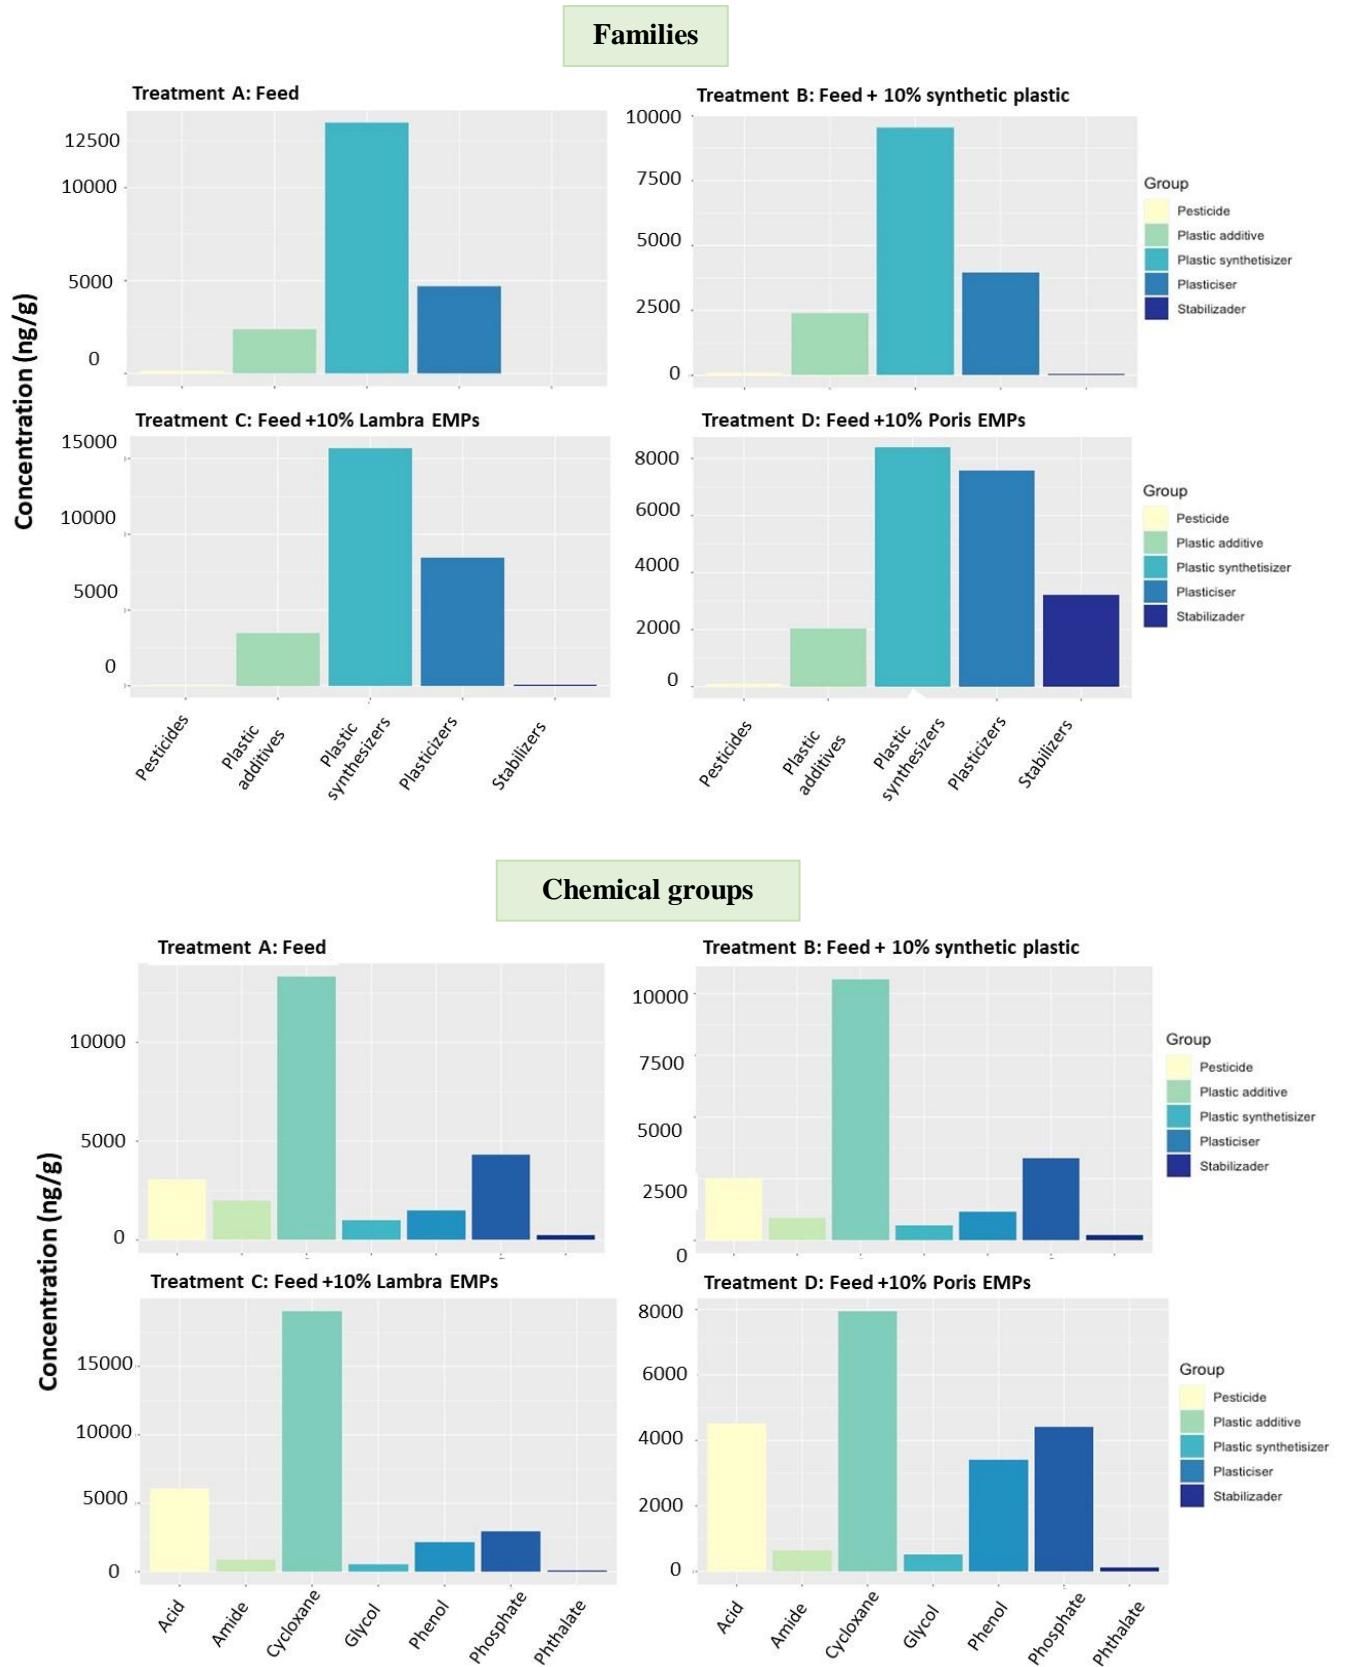 Families
Treatment A: Feed
Treatment B: Feed + 10% synthetic plastic
12500
10000
5000
0
10000
7500
5000
2500
0
Group
Pesticide
Plastic additive
Plastic synthetisizer
Plasticiser
Stabilizader
Concentration (ng/g)
Treatment C: Feed +10% Lambra EMPs
Treatment D: Feed +10% Poris EMPs
15000
10000
5000
0
8000
6000
4000
2000
0
Group
Pesticide
Plastic additive
Plastic synthetisizer
Plasticiser
Stabilizader
Pesticides
Plastic
additives
Plastic
synthesizers
Plasticizers
Stabilizers
Pesticides
Plastic
additives
Plastic
synthesizers
Plasticizers
Stabilizers
Chemical groups
Treatment A: Feed
Treatment B: Feed + 10% synthetic plastic
10000
5000
0
10000
7500
5000
2500
0
Group
Pesticide
Plastic additive
Plastic synthetisizer
Plasticiser
Stabilizader
Concentration (ng/g)
Treatment C: Feed +10% Lambra EMPs
Treatment D: Feed +10% Poris EMPs
15000
10000
5000
0
8000
6000
4000
2000
0
Group
Pesticide
Plastic additive
Plastic synthetisizer
Plasticiser
Stabilizader
Acid
Amide
Cycloxane
Glycol
Phenol
Phosphate
Phthalate
Acid
Amide
Cycloxane
Glycol
Phenol
Phosphate
Phthalate